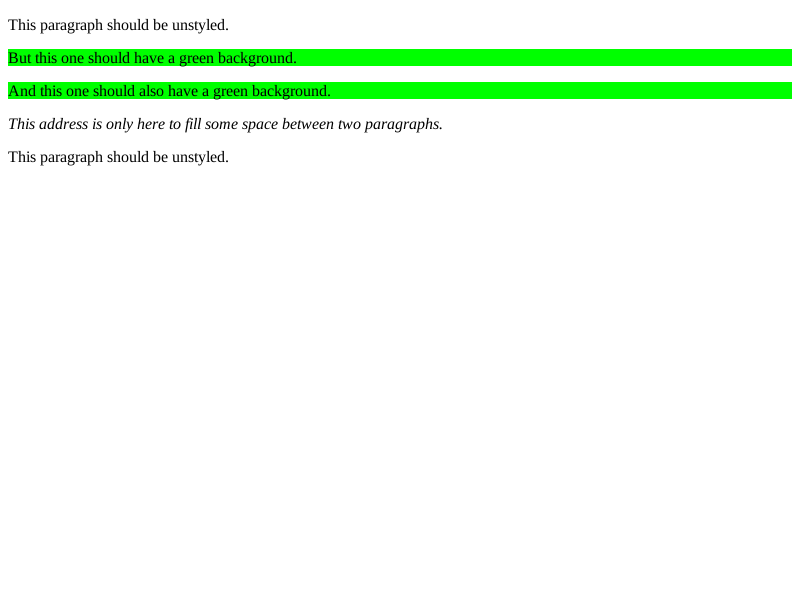 This paragraph should be unstyled.
But this one should have a green background.
And this one should also have a green background.
This address is only here to fill some space between two paragraphs.
This paragraph should be unstyled.